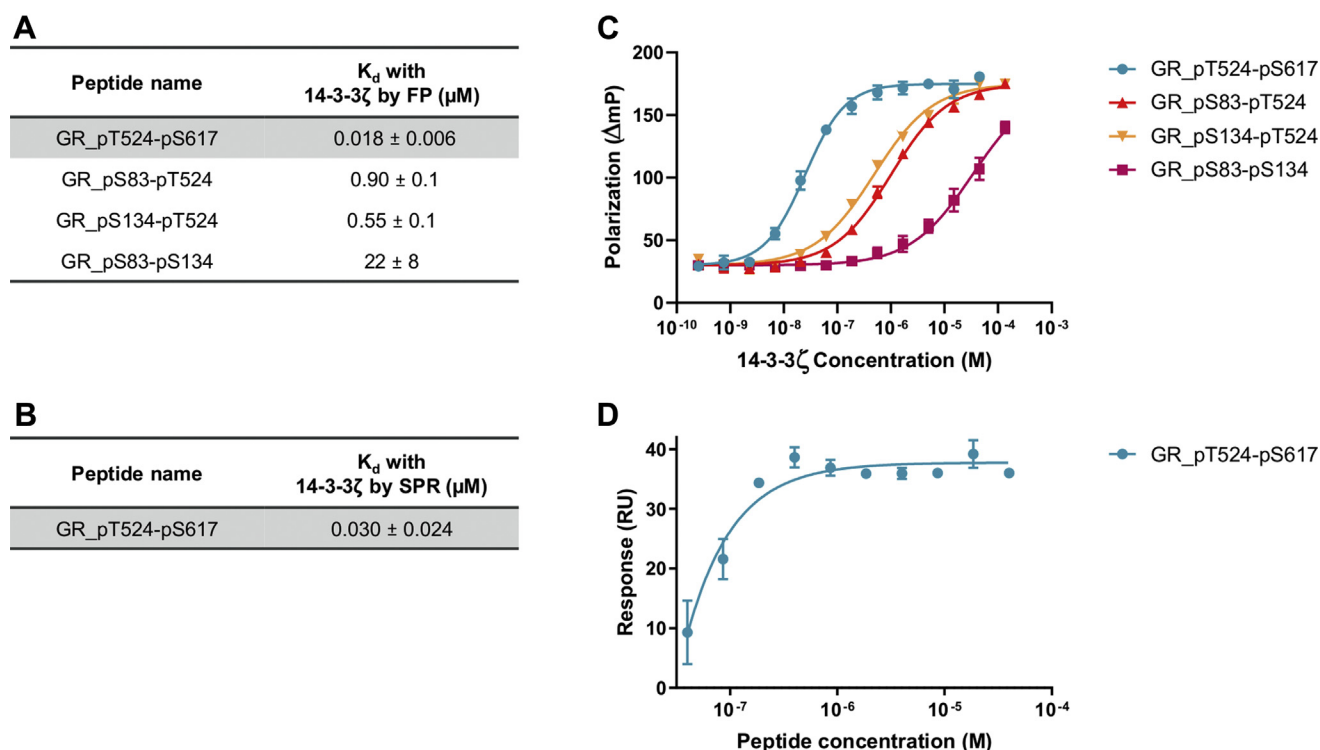 A
Peptide name
K_d with
14-3-3ζ by FP (μM)
GR_pT524-pS617 0.018 ± 0.006
GR_pS83-pT524 0.90 ± 0.1
GR_pS134-pT524 0.55 ± 0.1
GR_pS83-pS134 22 ± 8
B
Peptide name
K_d with
14-3-3ζ by SPR (μM)
GR_pT524-pS617 0.030 ± 0.024
C
Polarization (ΔmP)
200
150
100
50
0
10^-10 10^-9 10^-8 10^-7 10^-6 10^-5 10^-4 10^-3
14-3-3ζ Concentration (M)
GR_pT524-pS617
GR_pS83-pT524
GR_pS134-pT524
GR_pS83-pS134
D
Response (RU)
40
30
20
10
0
10^-7 10^-6 10^-5 10^-4
Peptide concentration (M)
GR_pT524-pS617